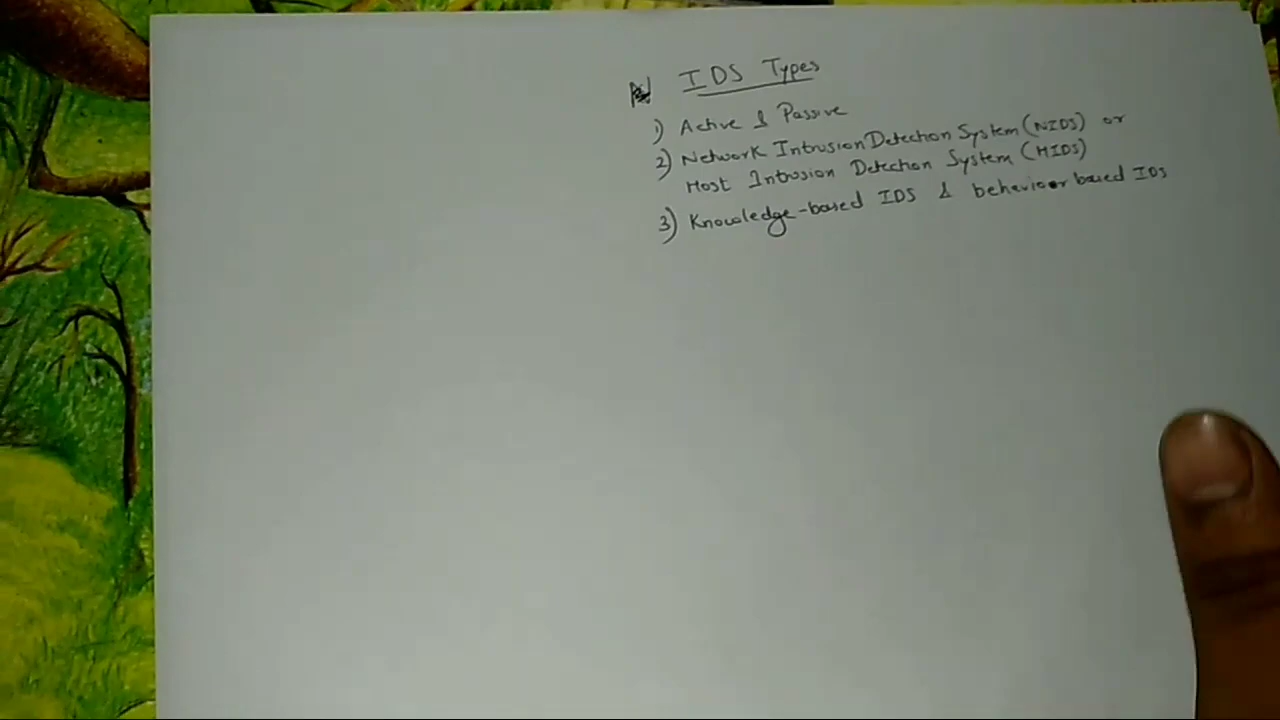 IDS Types
1) Active & Passive
2) Network Intrusion Detection System (NIDS) or
Host Intrusion Detection System (HIDS)
3) Knowledge-based IDS & behaviour based IDS